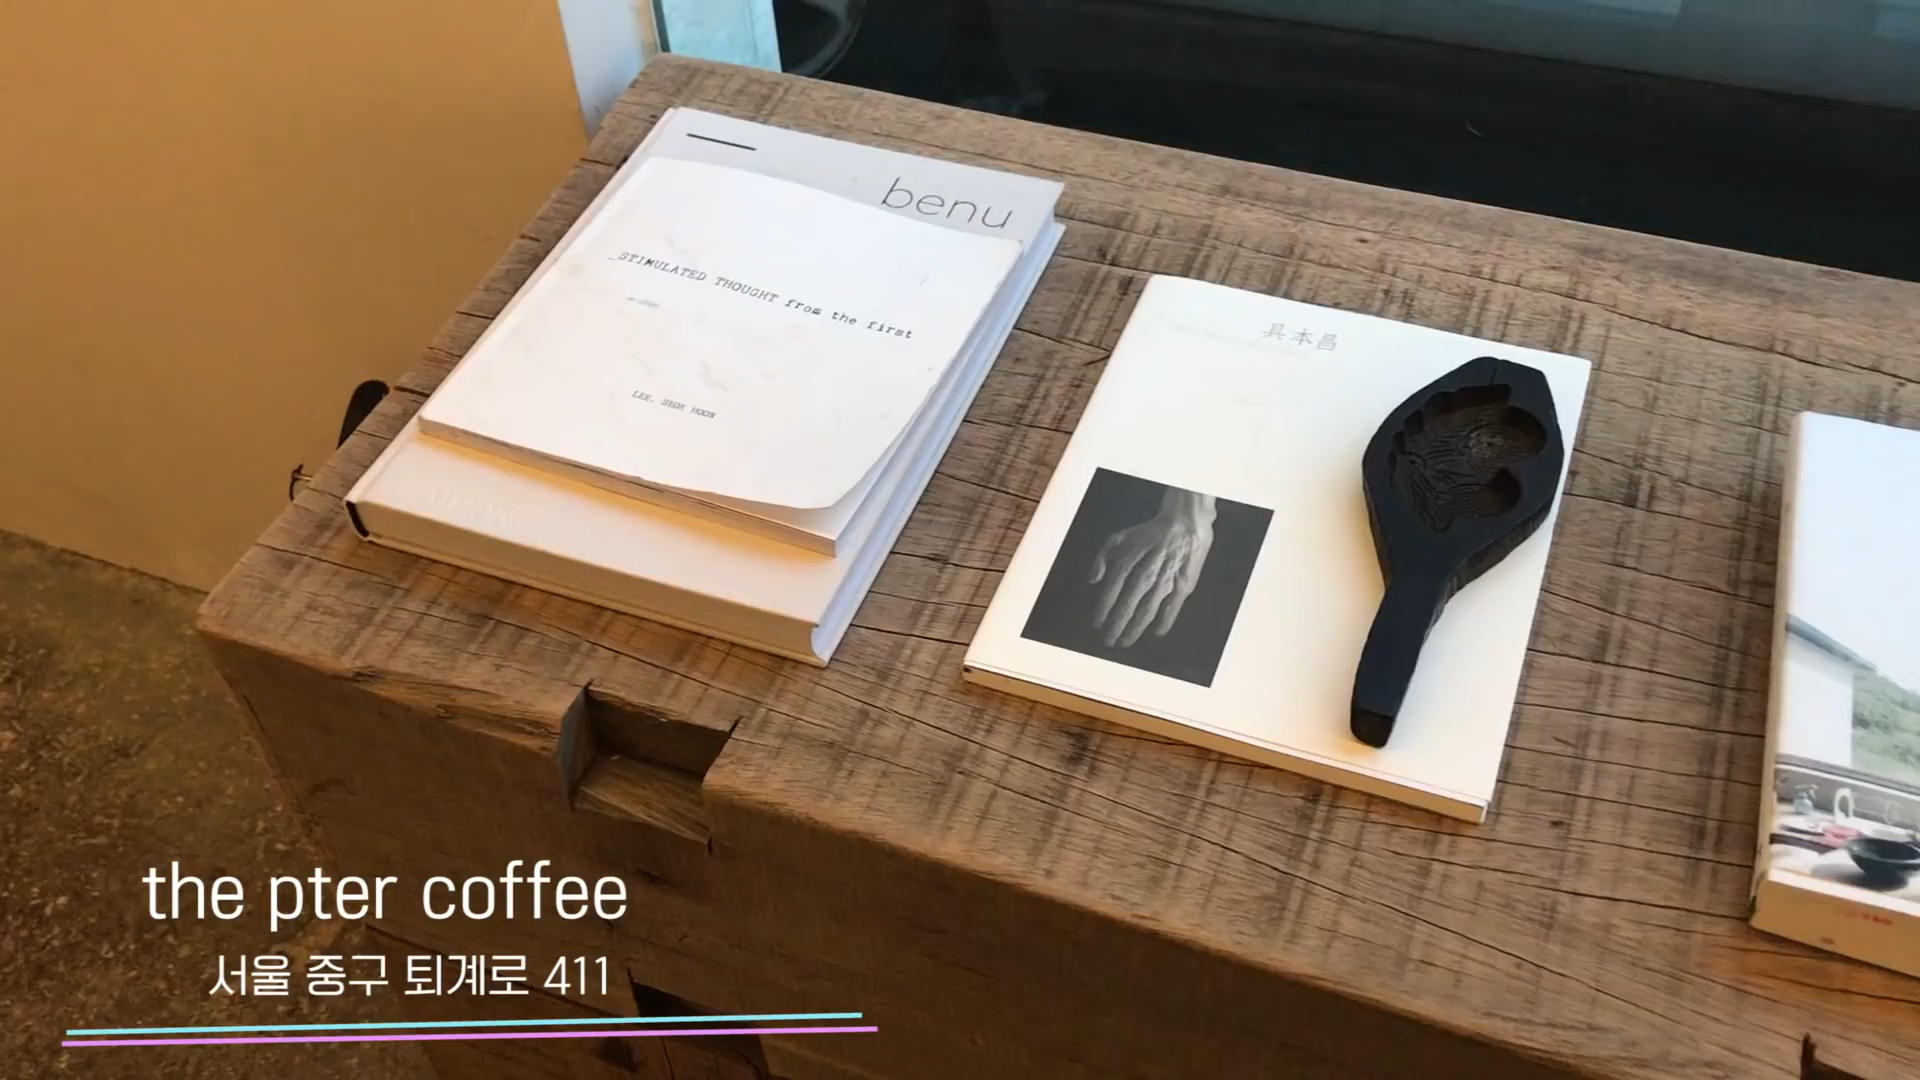 benu
_STIMULATED THOUGHT from the first
LEE, SEOK HOON
具本昌
the pter coffee
서울 중구 퇴계로 411